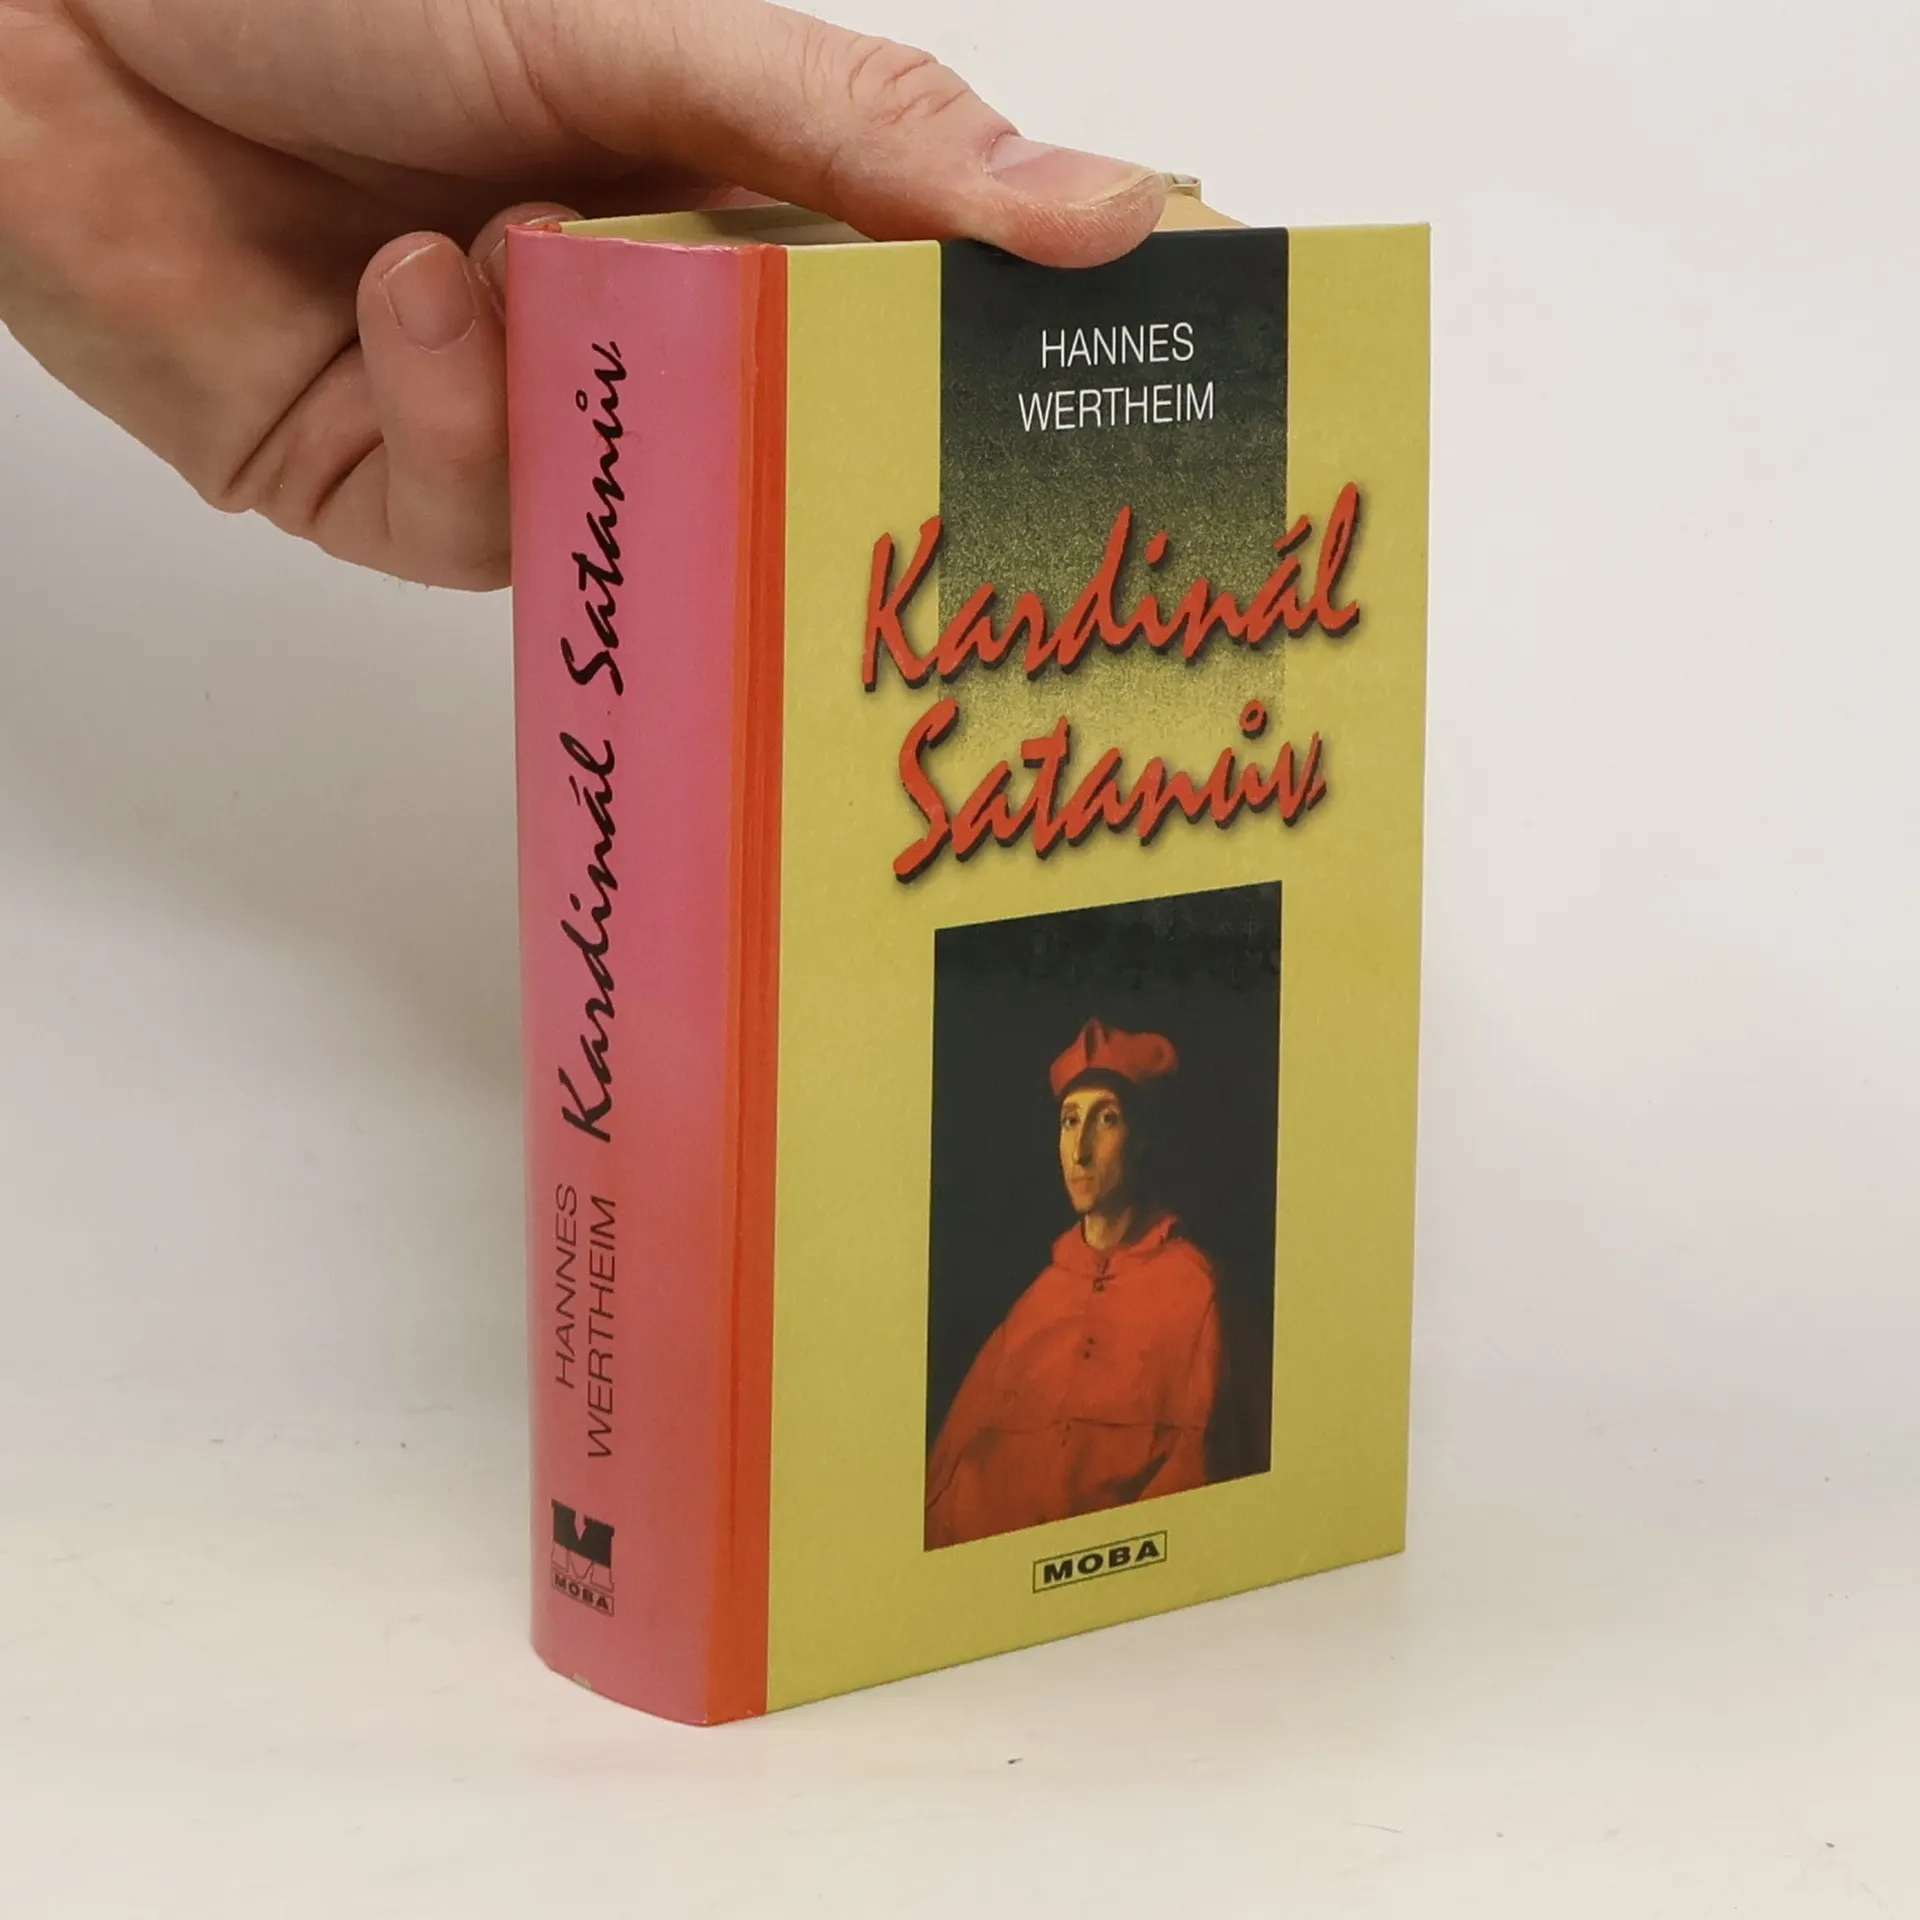 HANNES
WERTHEIM
Kardinál
Satanův
MOBA
HANNES
WERTHEIM
Kardinál Satanův
MOBA